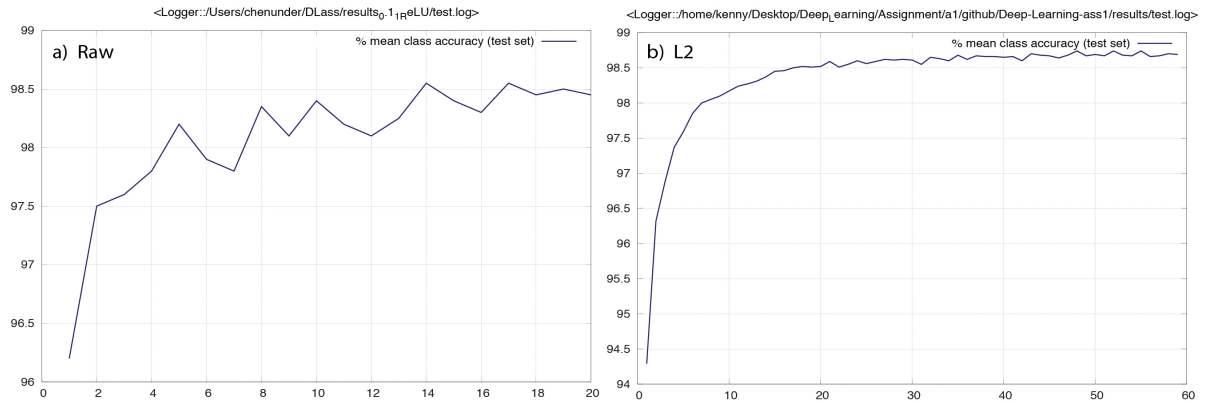 <Logger::/Users/chenunder/DLass/results0.11ReLU/test.log>
99
98.5
98
97.5
97
96.5
96
0 2 4 6 8 10 12 14 16 18 20
a) Raw
% mean class accuracy (test set)
<Logger::/home/kenny/Desktop/DeepLearning/Assignment/a1/github/Deep-Learning-ass1/results/test.log>
99
98.5
98
97.5
97
96.5
96
95.5
95
94.5
94
0 10 20 30 40 50 60
b) L2
% mean class accuracy (test set)